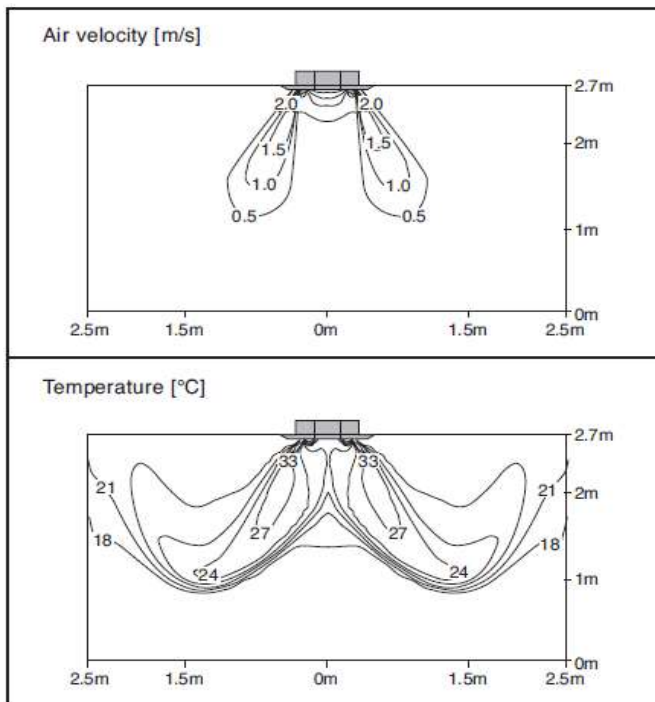 Air velocity [m/s]
2.7m
2.0 2.0
2m
1.5 1.5
1.0 1.0
0.5 0.5
1m
0m
2.5m 1.5m 0m 1.5m 2.5m
Temperature [°C]
2.7m
33 33
21 21
2m
27 27
18 18
24 24
1m
0m
2.5m 1.5m 0m 1.5m 2.5m